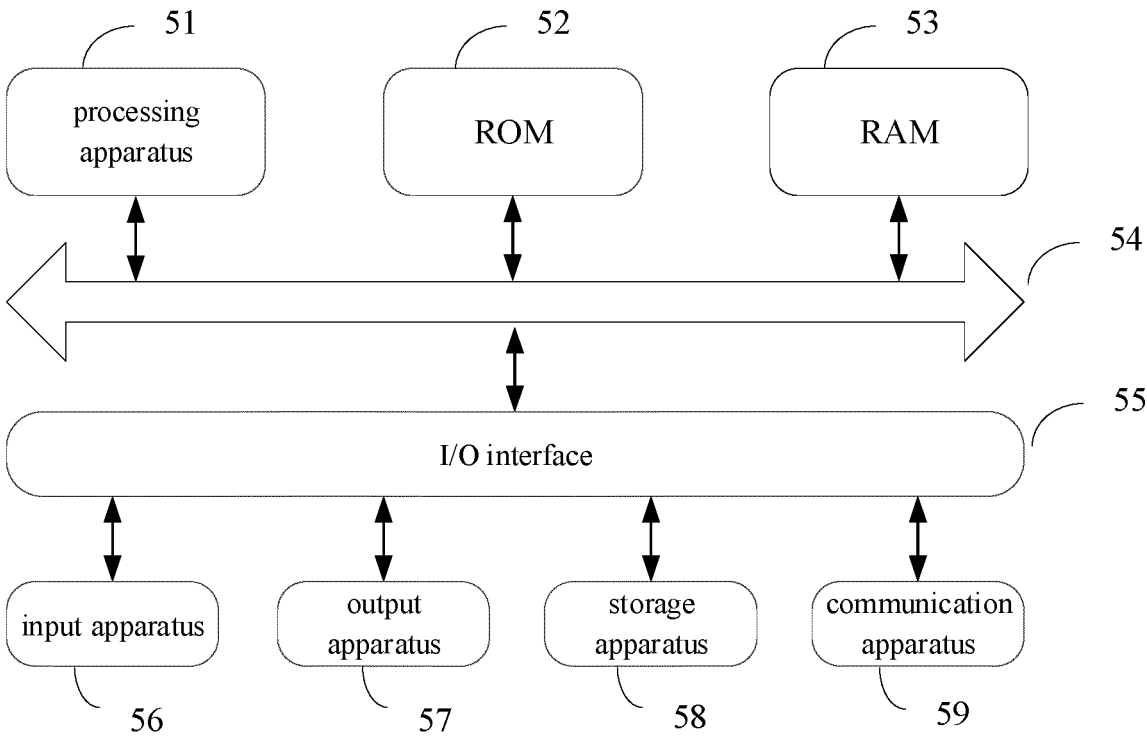 51
52
53
processing
apparatus
ROM
RAM
54
55
I/O interface
input apparatus
output
apparatus
storage
apparatus
communication
apparatus
56
57
58
59